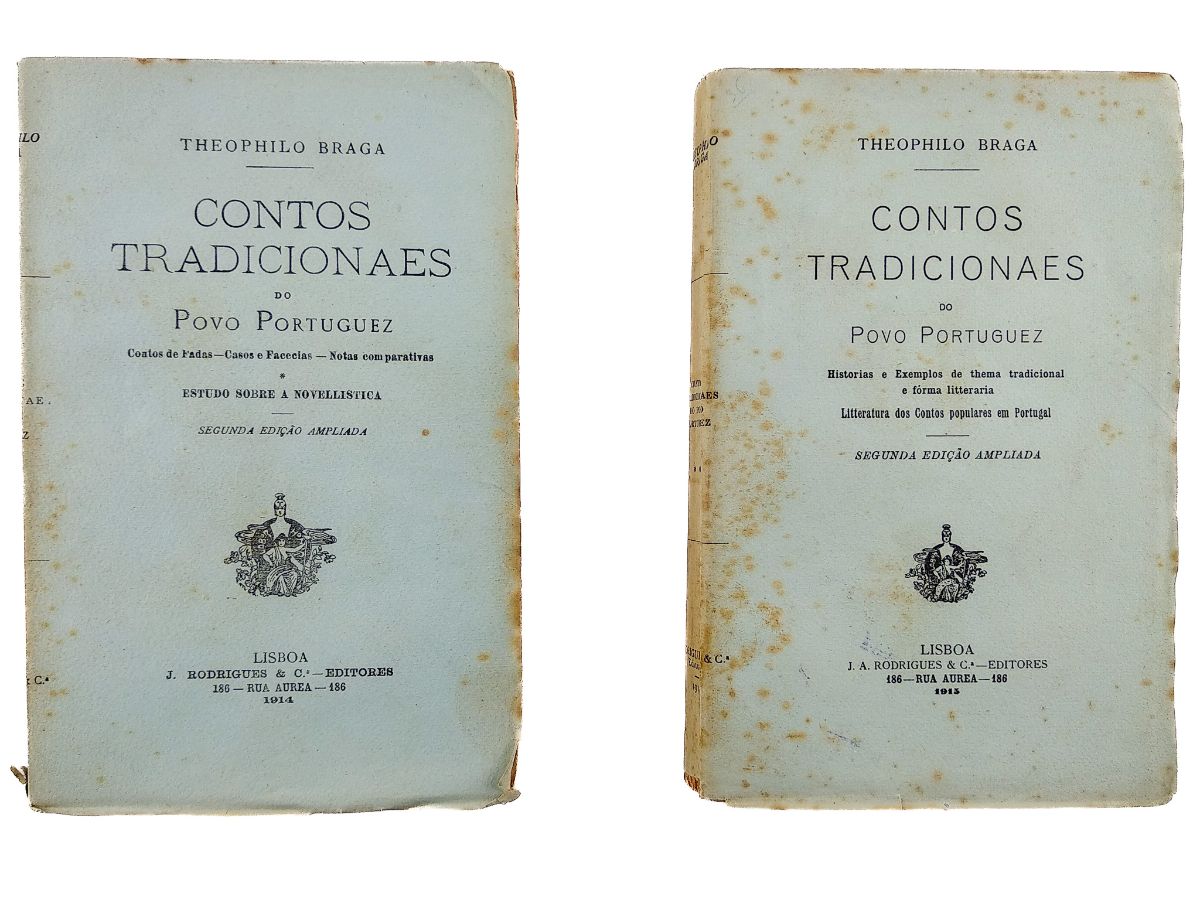 THEOPHILO BRAGA
CONTOS
TRADICIONAES
DO
POVO PORTUGUEZ
Contos de Fadas—Casos e Facecias—Notas comparativas
*
ESTUDO SOBRE A NOVELLISTICA
SEGUNDA EDIÇÃO AMPLIADA
LISBOA
J. RODRIGUES & C.ª—EDITORES
186—RUA AUREA—186
1914
& C.ª
THEOPHILO BRAGA
CONTOS
TRADICIONAES
DO
POVO PORTUGUEZ
Historias e Exemplos de thema tradicional
e fórma litteraria
Litteratura dos Contos populares em Portugal
SEGUNDA EDIÇÃO AMPLIADA
LISBOA
J. A. RODRIGUES & C.ª—EDITORES
186—RUA AUREA—186
1915
& C.ª